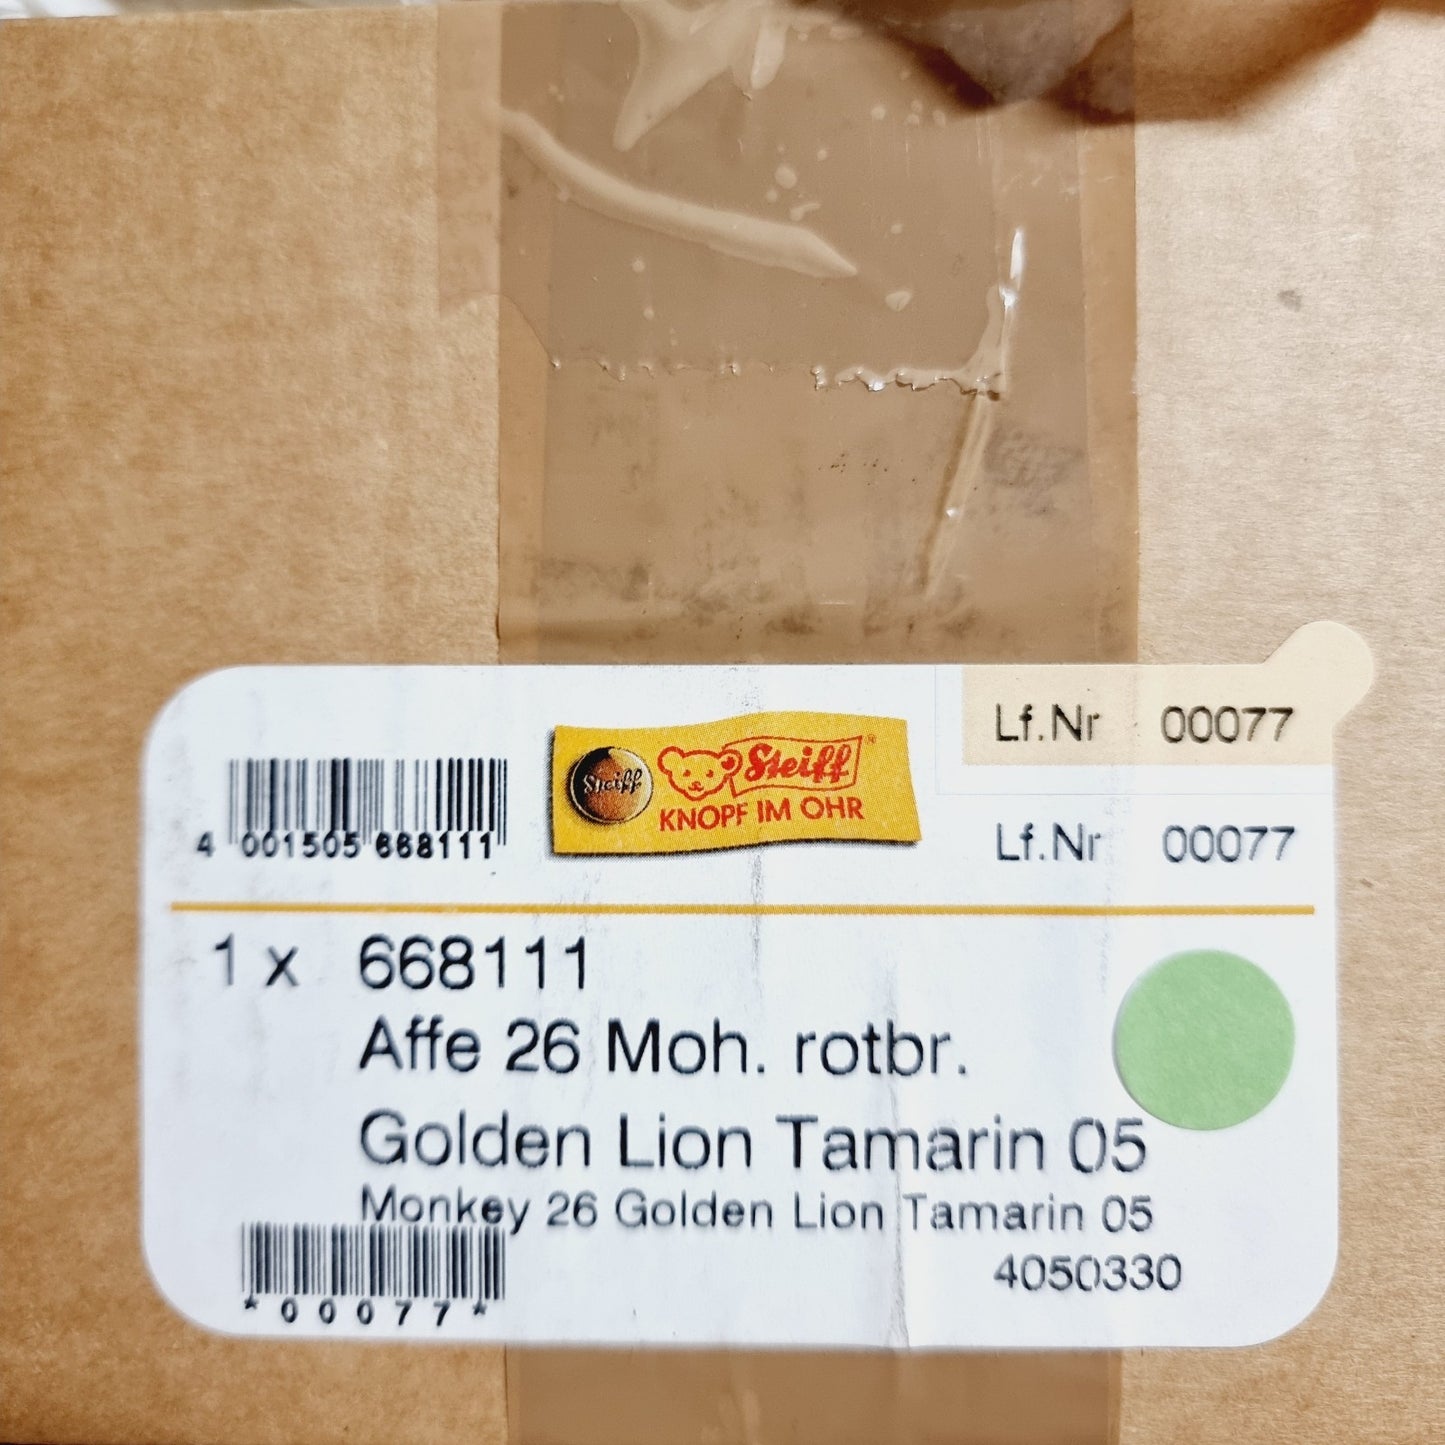 Lf.Nr 00077
Steiff
Steiff®
KNOPF IM OHR
4 001505 668111
Lf.Nr 00077
1 x 668111
Affe 26 Moh. rotbr.
Golden Lion Tamarin 05
Monkey 26 Golden Lion Tamarin 05
4050330
*00077*